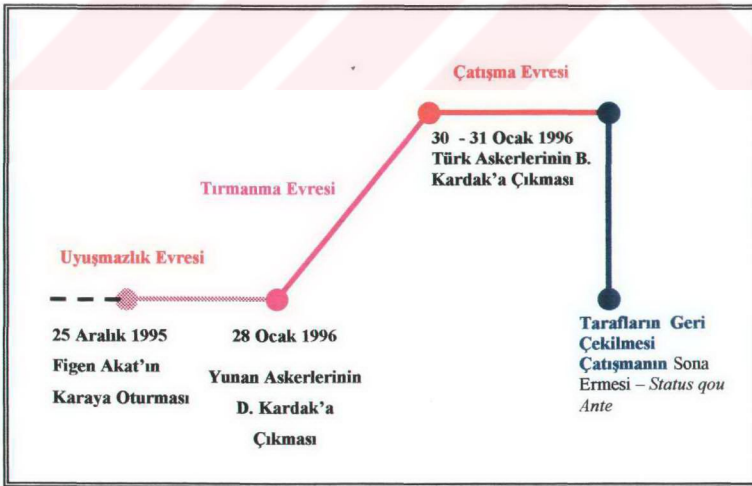 Çatışma Evresi
30 - 31 Ocak 1996
Türk Askerlerinin B.
Kardak'a Çıkması
Tırmanma Evresi
Uyuşmazlık Evresi
25 Aralık 1995
Figen Akat'ın
Karaya Oturması
28 Ocak 1996
Yunan Askerlerinin
D. Kardak'a
Çıkması
Tarafların Geri
Çekilmesi
Çatışmanın Sona
Ermesi – Status qou
Ante